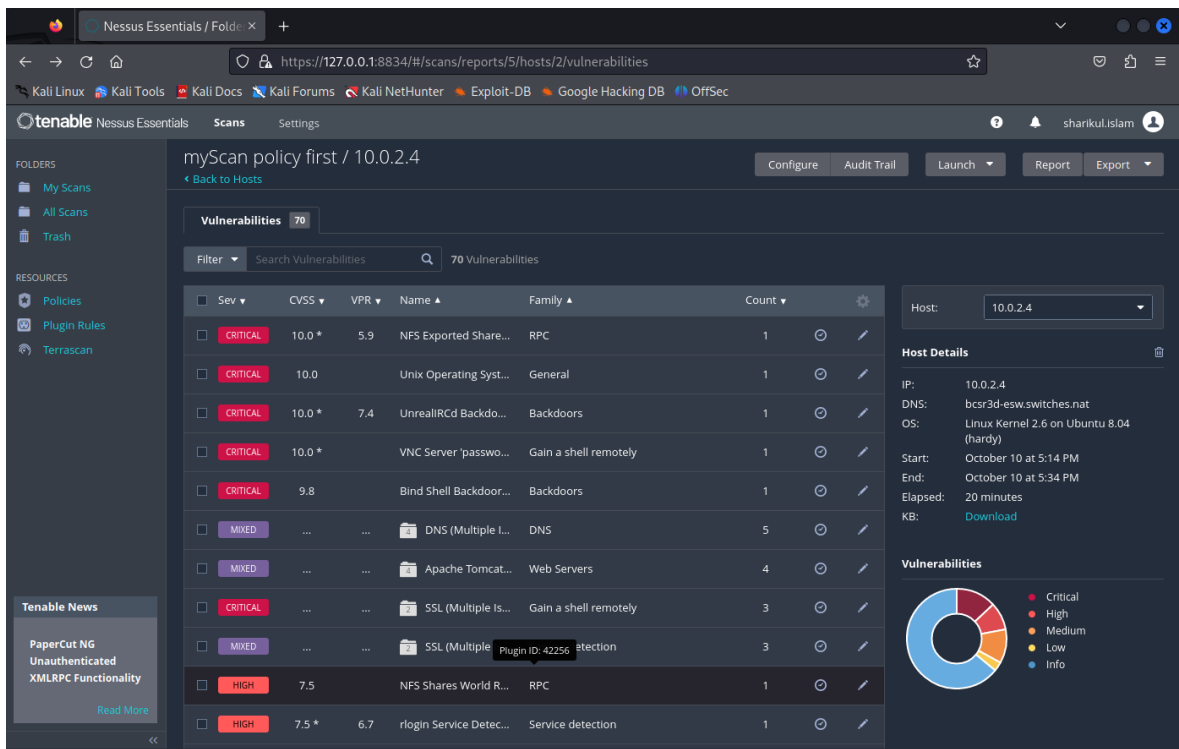 Nessus Essentials / Folde
https://127.0.0.1:8834/#/scans/reports/5/hosts/2/vulnerabilities
Kali Linux Kali Tools Kali Docs Kali Forums Kali NetHunter Exploit-DB Google Hacking DB OffSec
tenable Nessus Essentials Scans Settings sharikul.islam
FOLDERS
My Scans
All Scans
Trash
RESOURCES
Policies
Plugin Rules
Terrascan
Tenable News
PaperCut NG
Unauthenticated
XMLRPC Functionality
Read More
myScan policy first / 10.0.2.4
Back to Hosts
Configure Audit Trail Launch Report Export
Vulnerabilities 70
Filter Search Vulnerabilities 70 Vulnerabilities
Sev CVSS VPR Name Family Count
CRITICAL 10.0 * 5.9 NFS Exported Share... RPC 1
CRITICAL 10.0 Unix Operating Syst... General 1
CRITICAL 10.0 * 7.4 UnrealIRCd Backdo... Backdoors 1
CRITICAL 10.0 * VNC Server 'passwo... Gain a shell remotely 1
CRITICAL 9.8 Bind Shell Backdoor... Backdoors 1
MIXED ... ... 4 DNS (Multiple I... DNS 5
MIXED ... ... 4 Apache Tomcat... Web Servers 4
CRITICAL ... ... 2 SSL (Multiple Is... Gain a shell remotely 3
MIXED ... ... 2 SSL (Multiple etection 3
Plugin ID: 42256
HIGH 7.5 NFS Shares World R... RPC 1
HIGH 7.5 * 6.7 rlogin Service Detec... Service detection 1
Host: 10.0.2.4
Host Details
IP: 10.0.2.4
DNS: bcsr3d-esw.switches.nat
OS: Linux Kernel 2.6 on Ubuntu 8.04
(hardy)
Start: October 10 at 5:14 PM
End: October 10 at 5:34 PM
Elapsed: 20 minutes
KB: Download
Vulnerabilities
Critical
High
Medium
Low
Info